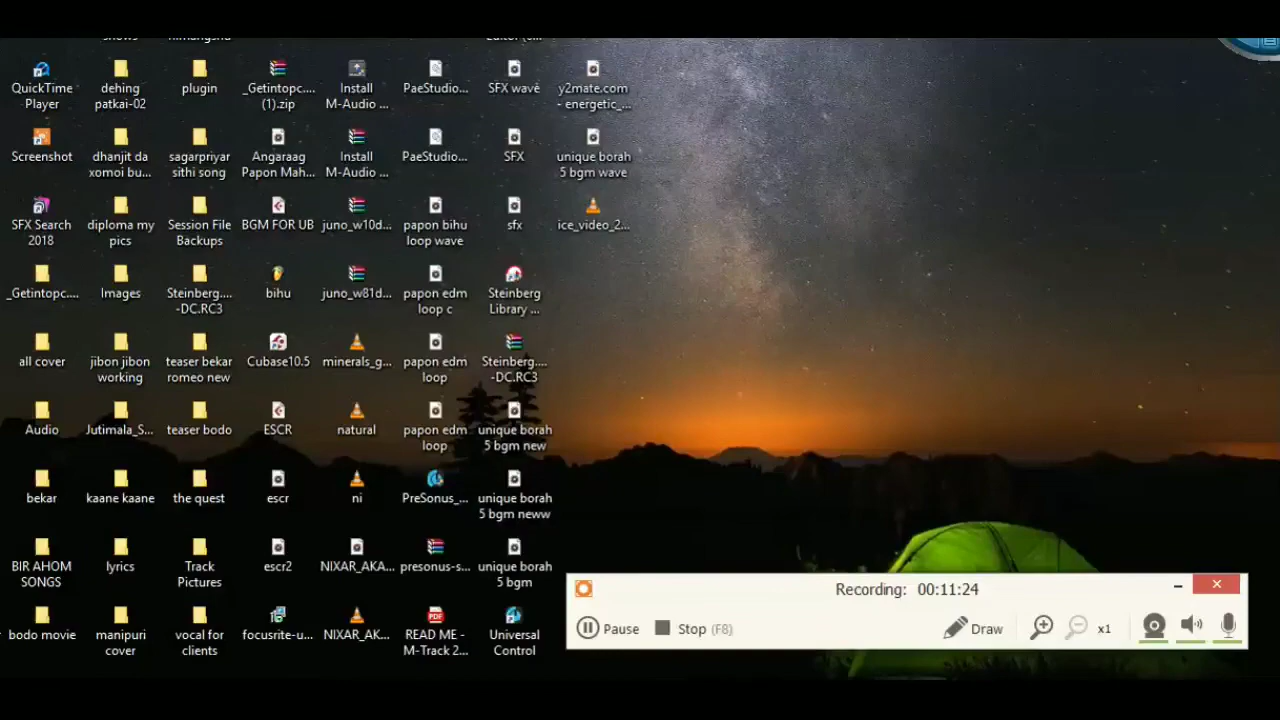 shows
QuickTime
Player
dehing
patkai-02
plugin
_Getintopc....
(1).zip
Install
M-Audio ...
PaeStudio...
SFX wave
y2mate.com
- energetic_...
Screenshot
dhanjit da
xomoi bu...
sagarpriyar
sithi song
Angaraag
Papon Mah...
Install
M-Audio ...
PaeStudio...
SFX
unique borah
5 bgm wave
SFX Search
2018
diploma my
pics
Session File
Backups
BGM FOR UB
juno_w10d...
papon bihu
loop wave
sfx
ice_video_2...
_Getintopc....
Images
Steinberg....
-DC.RC3
bihu
juno_w81d...
papon edm
loop c
Steinberg
Library ...
all cover
jibon jibon
working
teaser bekar
romeo new
Cubase10.5
minerals_g...
papon edm
loop
Steinberg....
-DC.RC3
Audio
Jutimala_S...
teaser bodo
ESCR
natural
papon edm
loop
unique borah
5 bgm new
bekar
kaane kaane
the quest
escr
ni
PreSonus_...
unique borah
5 bgm neww
BIR AHOM
SONGS
lyrics
Track
Pictures
escr2
NIXAR_AKA...
presonus-s...
unique borah
5 bgm
bodo movie
manipuri
cover
vocal for
clients
focusrite-u...
NIXAR_AK...
READ ME -
M-Track 2...
Universal
Control
Recording: 00:11:24
Pause
Stop (F8)
Draw
x1